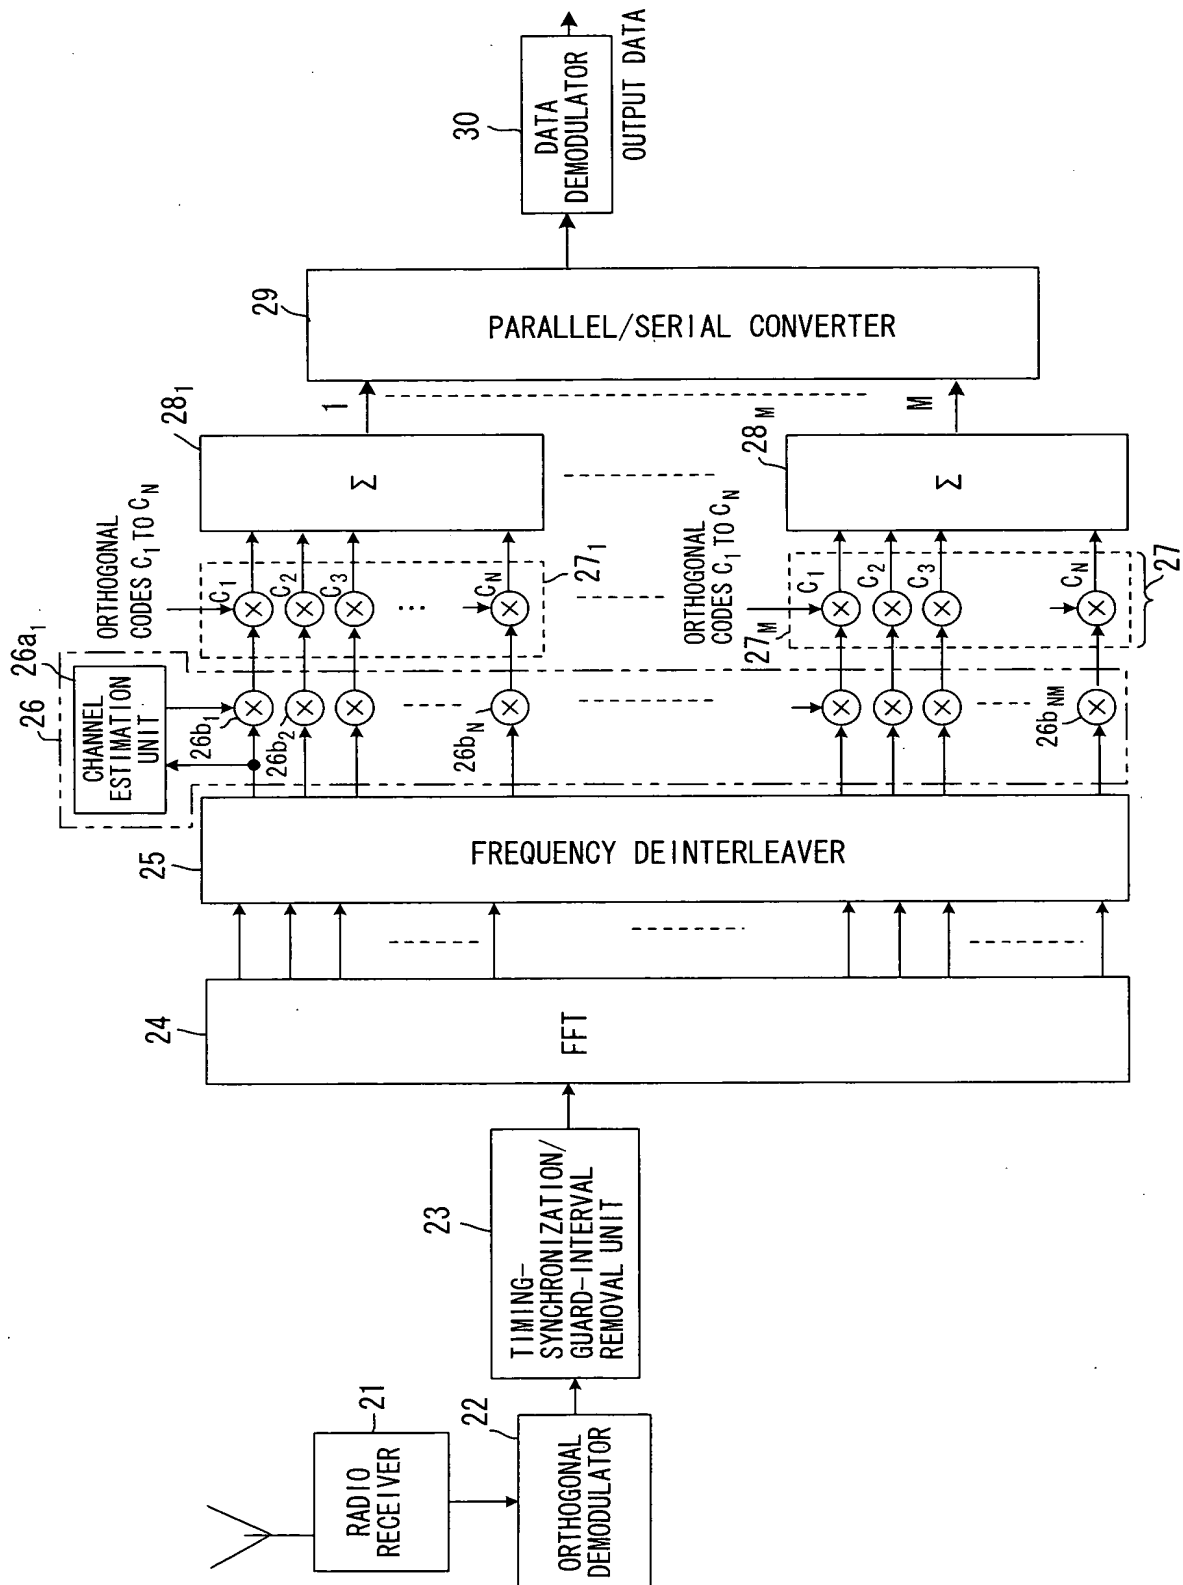 21
RADIO
RECEIVER
22
ORTHOGONAL
DEMODULATOR
23
TIMING-
SYNCHRONIZATION/
GUARD-INTERVAL
REMOVAL UNIT
24
FFT
25
FREQUENCY DEINTERLEAVER
26
26a1
CHANNEL
ESTIMATION
UNIT
26b1
26b2
26bN
26bNM
ORTHOGONAL
CODES C1 TO CN
C1
C2
C3
CN
271
ORTHOGONAL
CODES C1 TO CN
27M
C1
C2
C3
CN
27
281
Σ
28M
Σ
1
M
29
PARALLEL/SERIAL CONVERTER
30
DATA
DEMODULATOR
OUTPUT DATA